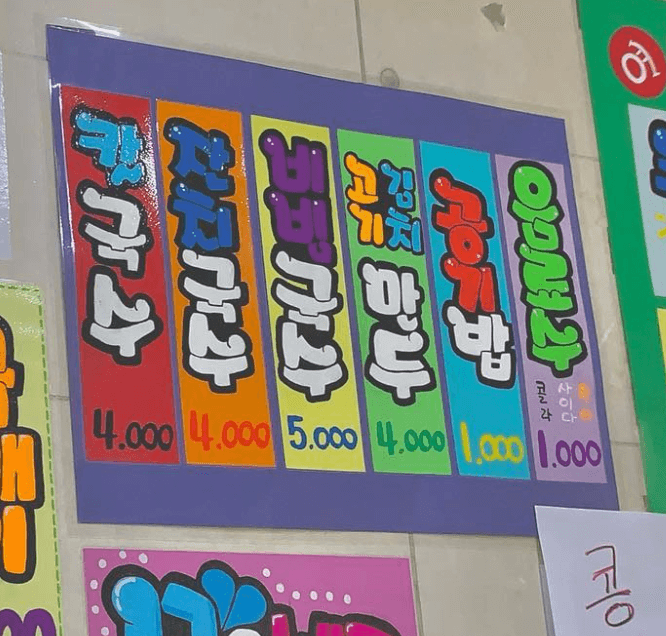 칼국수
4.000
잔치국수
4.000
비빔국수
5.000
고기 김치
만두
4.000
공기밥
1.000
음료수
콜라 사이다
1.000
콩